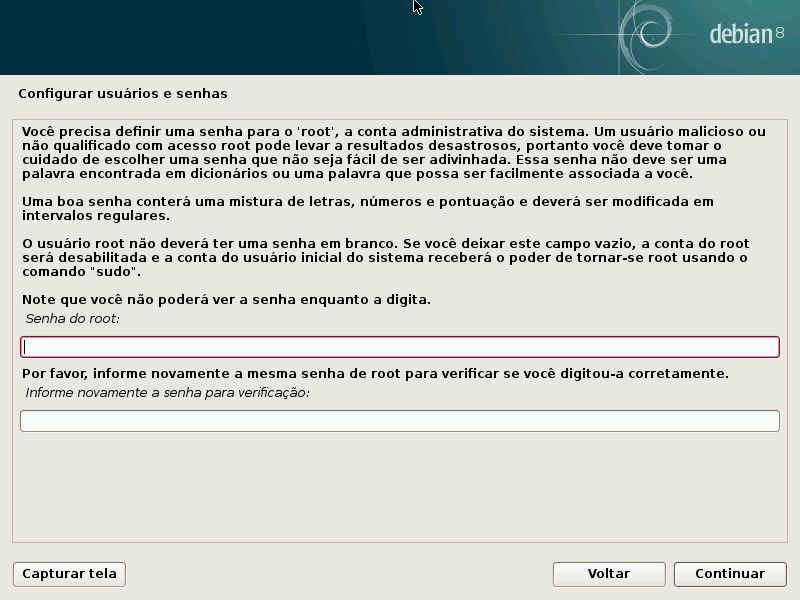 debian 8
Configurar usuários e senhas
Você precisa definir uma senha para o 'root', a conta administrativa do sistema. Um usuário malicioso ou
não qualificado com acesso root pode levar a resultados desastrosos, portanto você deve tomar o
cuidado de escolher uma senha que não seja fácil de ser adivinhada. Essa senha não deve ser uma
palavra encontrada em dicionários ou uma palavra que possa ser facilmente associada a você.
Uma boa senha conterá uma mistura de letras, números e pontuação e deverá ser modificada em
intervalos regulares.
O usuário root não deverá ter uma senha em branco. Se você deixar este campo vazio, a conta do root
será desabilitada e a conta do usuário inicial do sistema receberá o poder de tornar-se root usando o
comando "sudo".
Note que você não poderá ver a senha enquanto a digita.
Senha do root:
Por favor, informe novamente a mesma senha de root para verificar se você digitou-a corretamente.
Informe novamente a senha para verificação:
Capturar tela
Voltar
Continuar